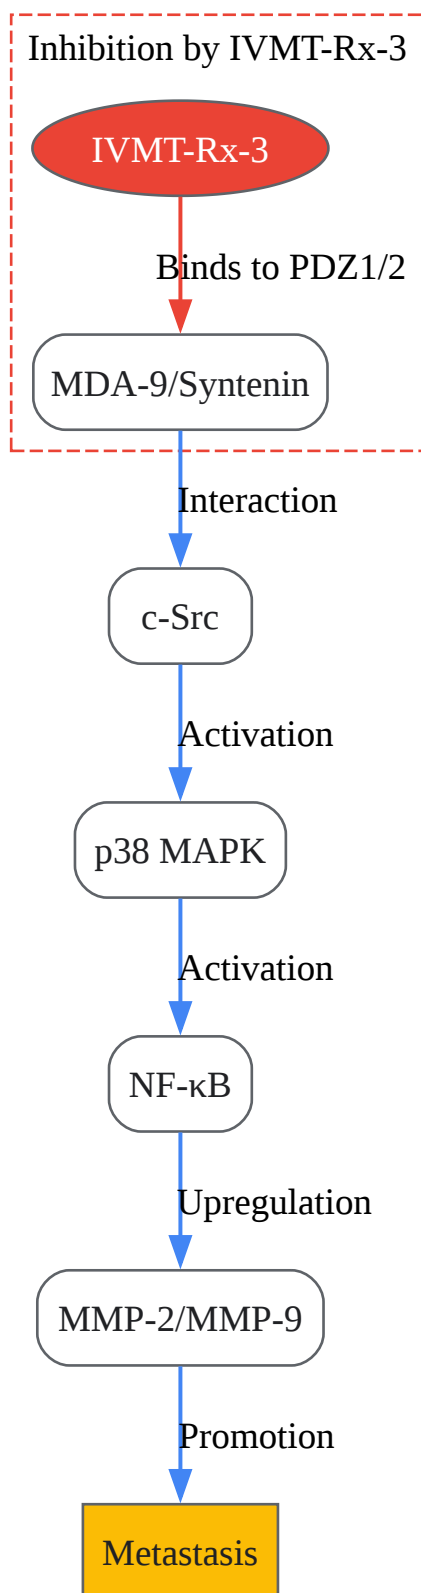 Inhibition by IVMT-Rx-3
IVMT-Rx-3
Binds to PDZ1/2
MDA-9/Syntenin
Interaction
c-Src
Activation
p38 MAPK
Activation
NF-κB
Upregulation
MMP-2/MMP-9
Promotion
Metastasis